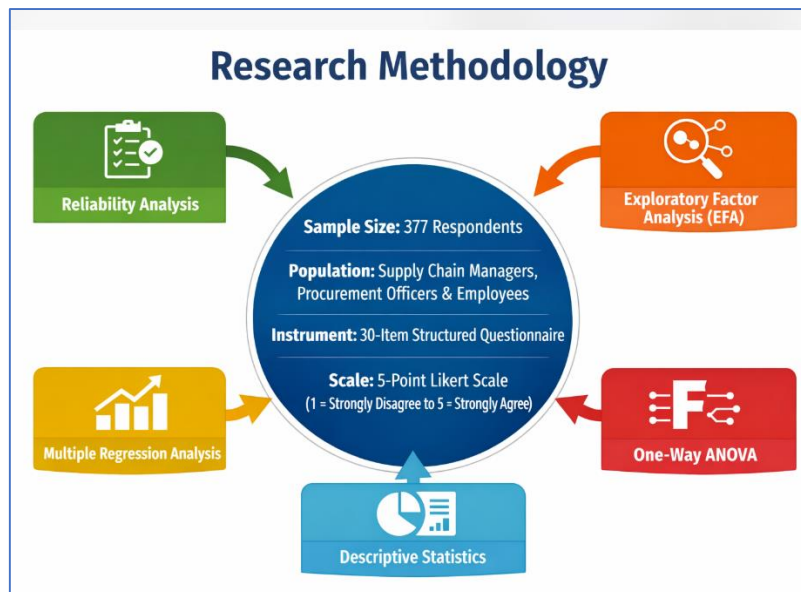 Research Methodology
Reliability Analysis
Exploratory Factor
Analysis (EFA)
Sample Size: 377 Respondents
Population: Supply Chain Managers,
Procurement Officers & Employees
Instrument: 30-Item Structured Questionnaire
Scale: 5-Point Likert Scale
(1 = Strongly Disagree to 5 = Strongly Agree)
Multiple Regression Analysis
F
One-Way ANOVA
Descriptive Statistics